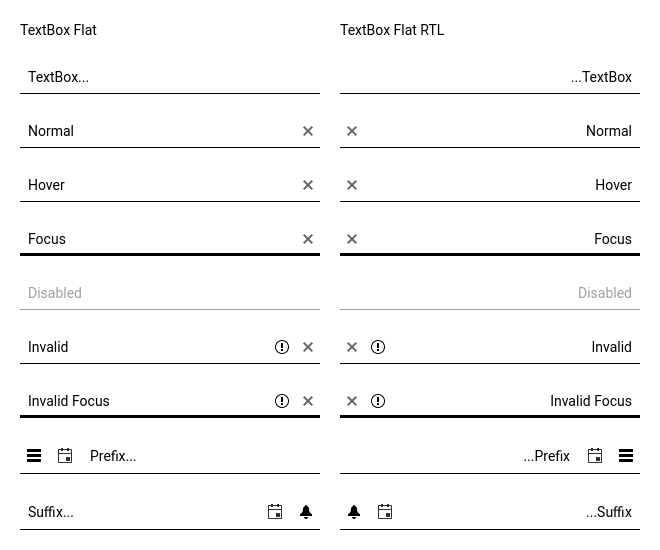 TextBox Flat
TextBox...
Normal
Hover
Focus
Disabled
Invalid
Invalid Focus
Prefix...
Suffix...
TextBox Flat RTL
...TextBox
Normal
Hover
Focus
Disabled
Invalid
Invalid Focus
...Prefix
...Suffix